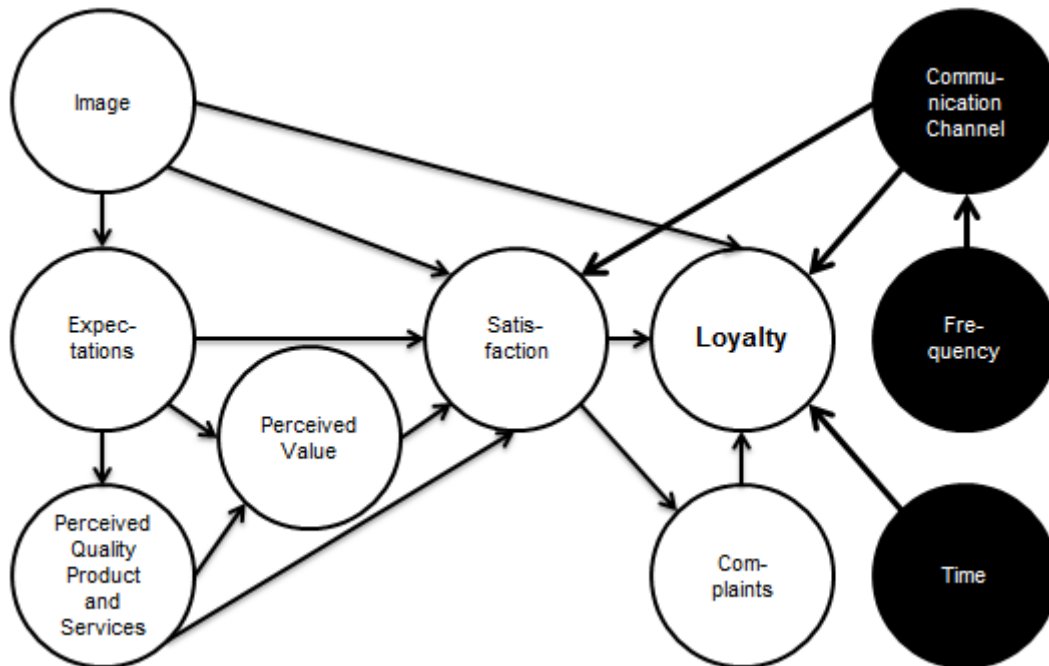 Image
Commu-
nication
Channel
Expec-
tations
Satis-
faction
Loyalty
Fre-
quency
Perceived
Value
Perceived
Quality
Product
and
Services
Com-
plaints
Time